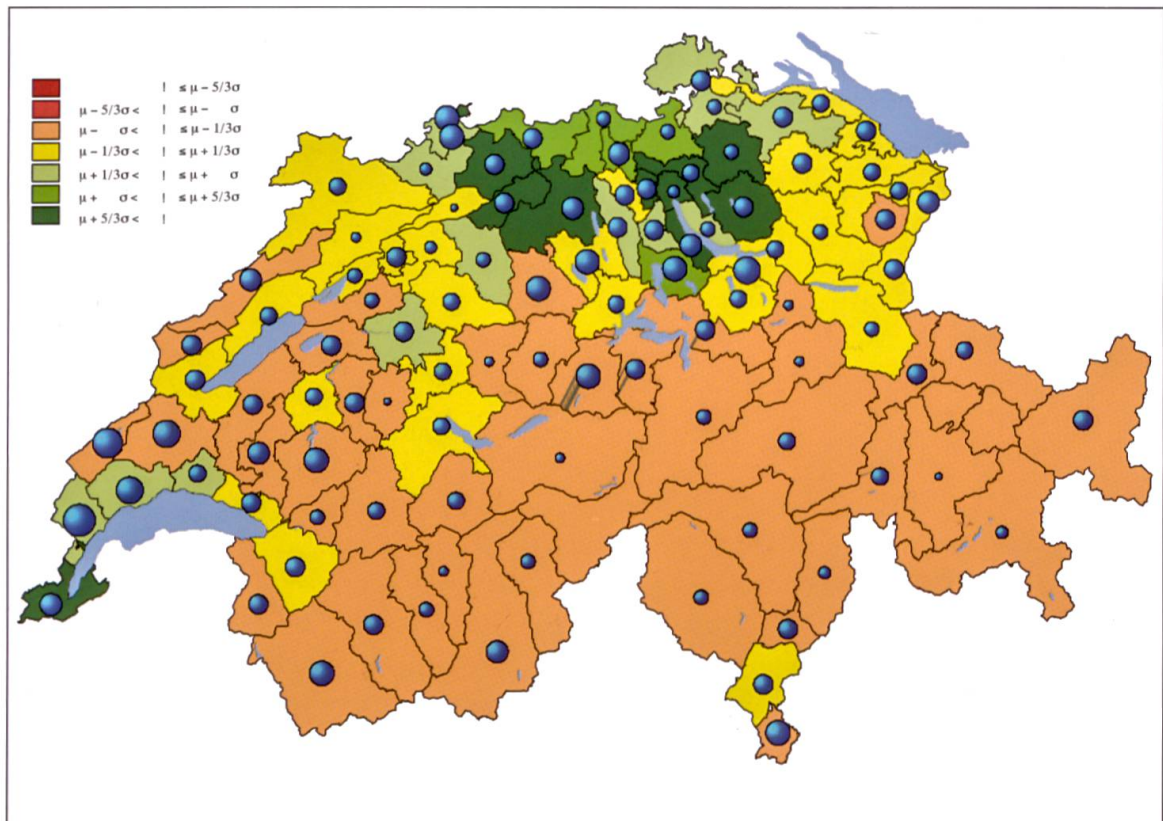 ! ≤ μ − 5/3σ
μ − 5/3σ < ! ≤ μ − σ
μ − σ < ! ≤ μ − 1/3σ
μ − 1/3σ < ! ≤ μ + 1/3σ
μ + 1/3σ < ! ≤ μ + σ
μ + σ < ! ≤ μ + 5/3σ
μ + 5/3σ < !